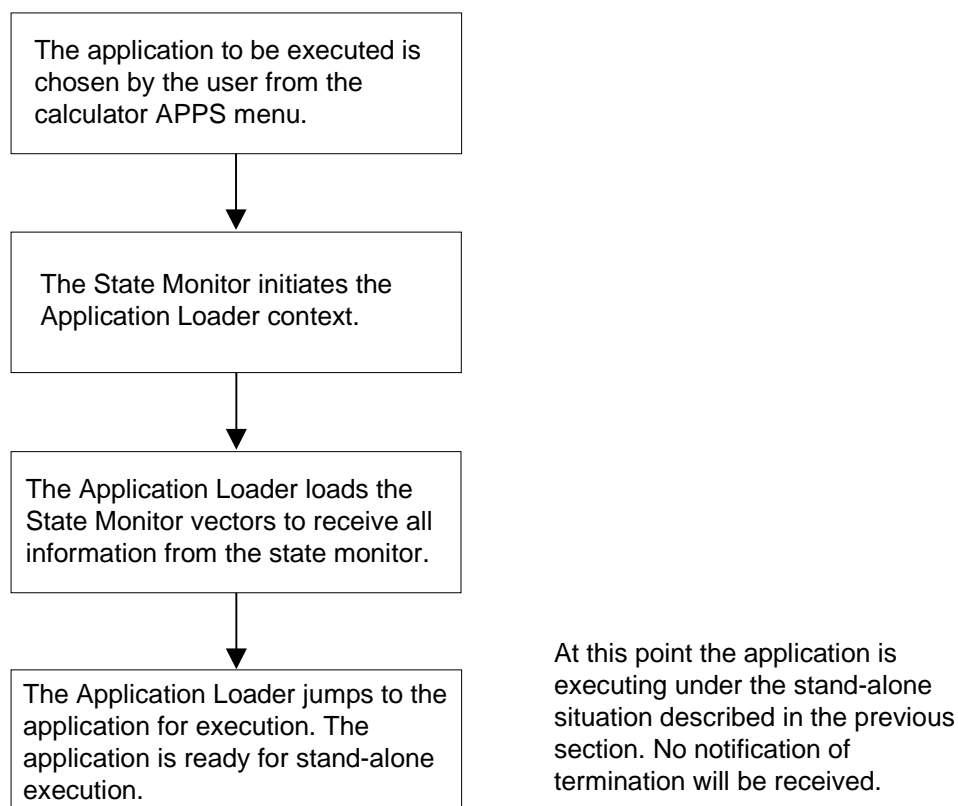 The application to be executed is
chosen by the user from the
calculator APPS menu.
The State Monitor initiates the
Application Loader context.
The Application Loader loads the
State Monitor vectors to receive all
information from the state monitor.
The Application Loader jumps to the
application for execution. The
application is ready for stand-alone
execution.
At this point the application is
executing under the stand-alone
situation described in the previous
section. No notification of
termination will be received.